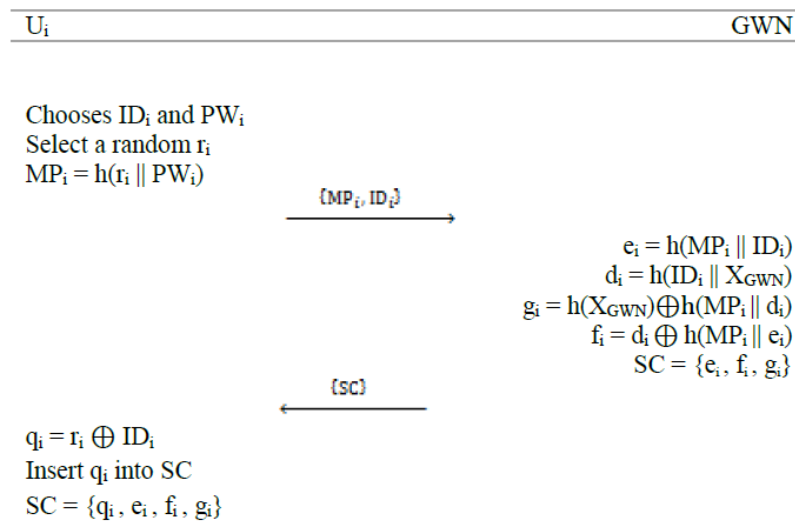 Uᵢ GWN
Chooses IDᵢ and PWᵢ
Select a random rᵢ
MPᵢ = h(rᵢ || PWᵢ)
{MPᵢ, IDᵢ}
eᵢ = h(MPᵢ || IDᵢ)
dᵢ = h(IDᵢ || X_GWN)
gᵢ = h(X_GWN)⊕h(MPᵢ || dᵢ)
fᵢ = dᵢ ⊕ h(MPᵢ || eᵢ)
SC = {eᵢ , fᵢ , gᵢ}
{SC}
qᵢ = rᵢ ⊕ IDᵢ
Insert qᵢ into SC
SC = {qᵢ , eᵢ , fᵢ , gᵢ}